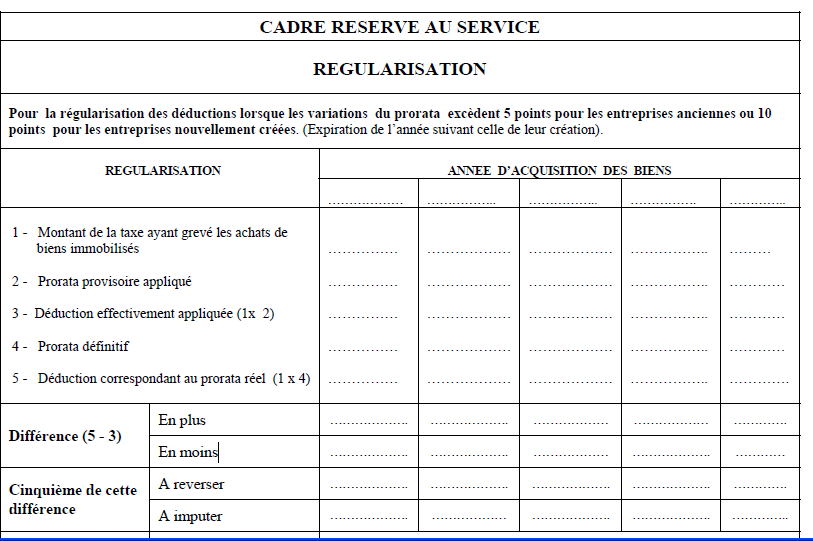 CADRE RESERVE AU SERVICE
REGULARISATION
Pour la régularisation des déductions lorsque les variations du prorata excèdent 5 points pour les entreprises anciennes ou 10
points pour les entreprises nouvellement créées. (Expiration de l'année suivant celle de leur création).
REGULARISATION
ANNEE D'ACQUISITION DES BIENS
1 - Montant de la taxe ayant grevé les achats de
biens immobilisés
2 - Prorata provisoire appliqué
3 - Déduction effectivement appliquée (1x 2)
4 - Prorata définitif
5 - Déduction correspondant au prorata réel (1 x 4)
Différence (5 - 3)
En plus
En moins
Cinquième de cette
différence
A reverser
A imputer